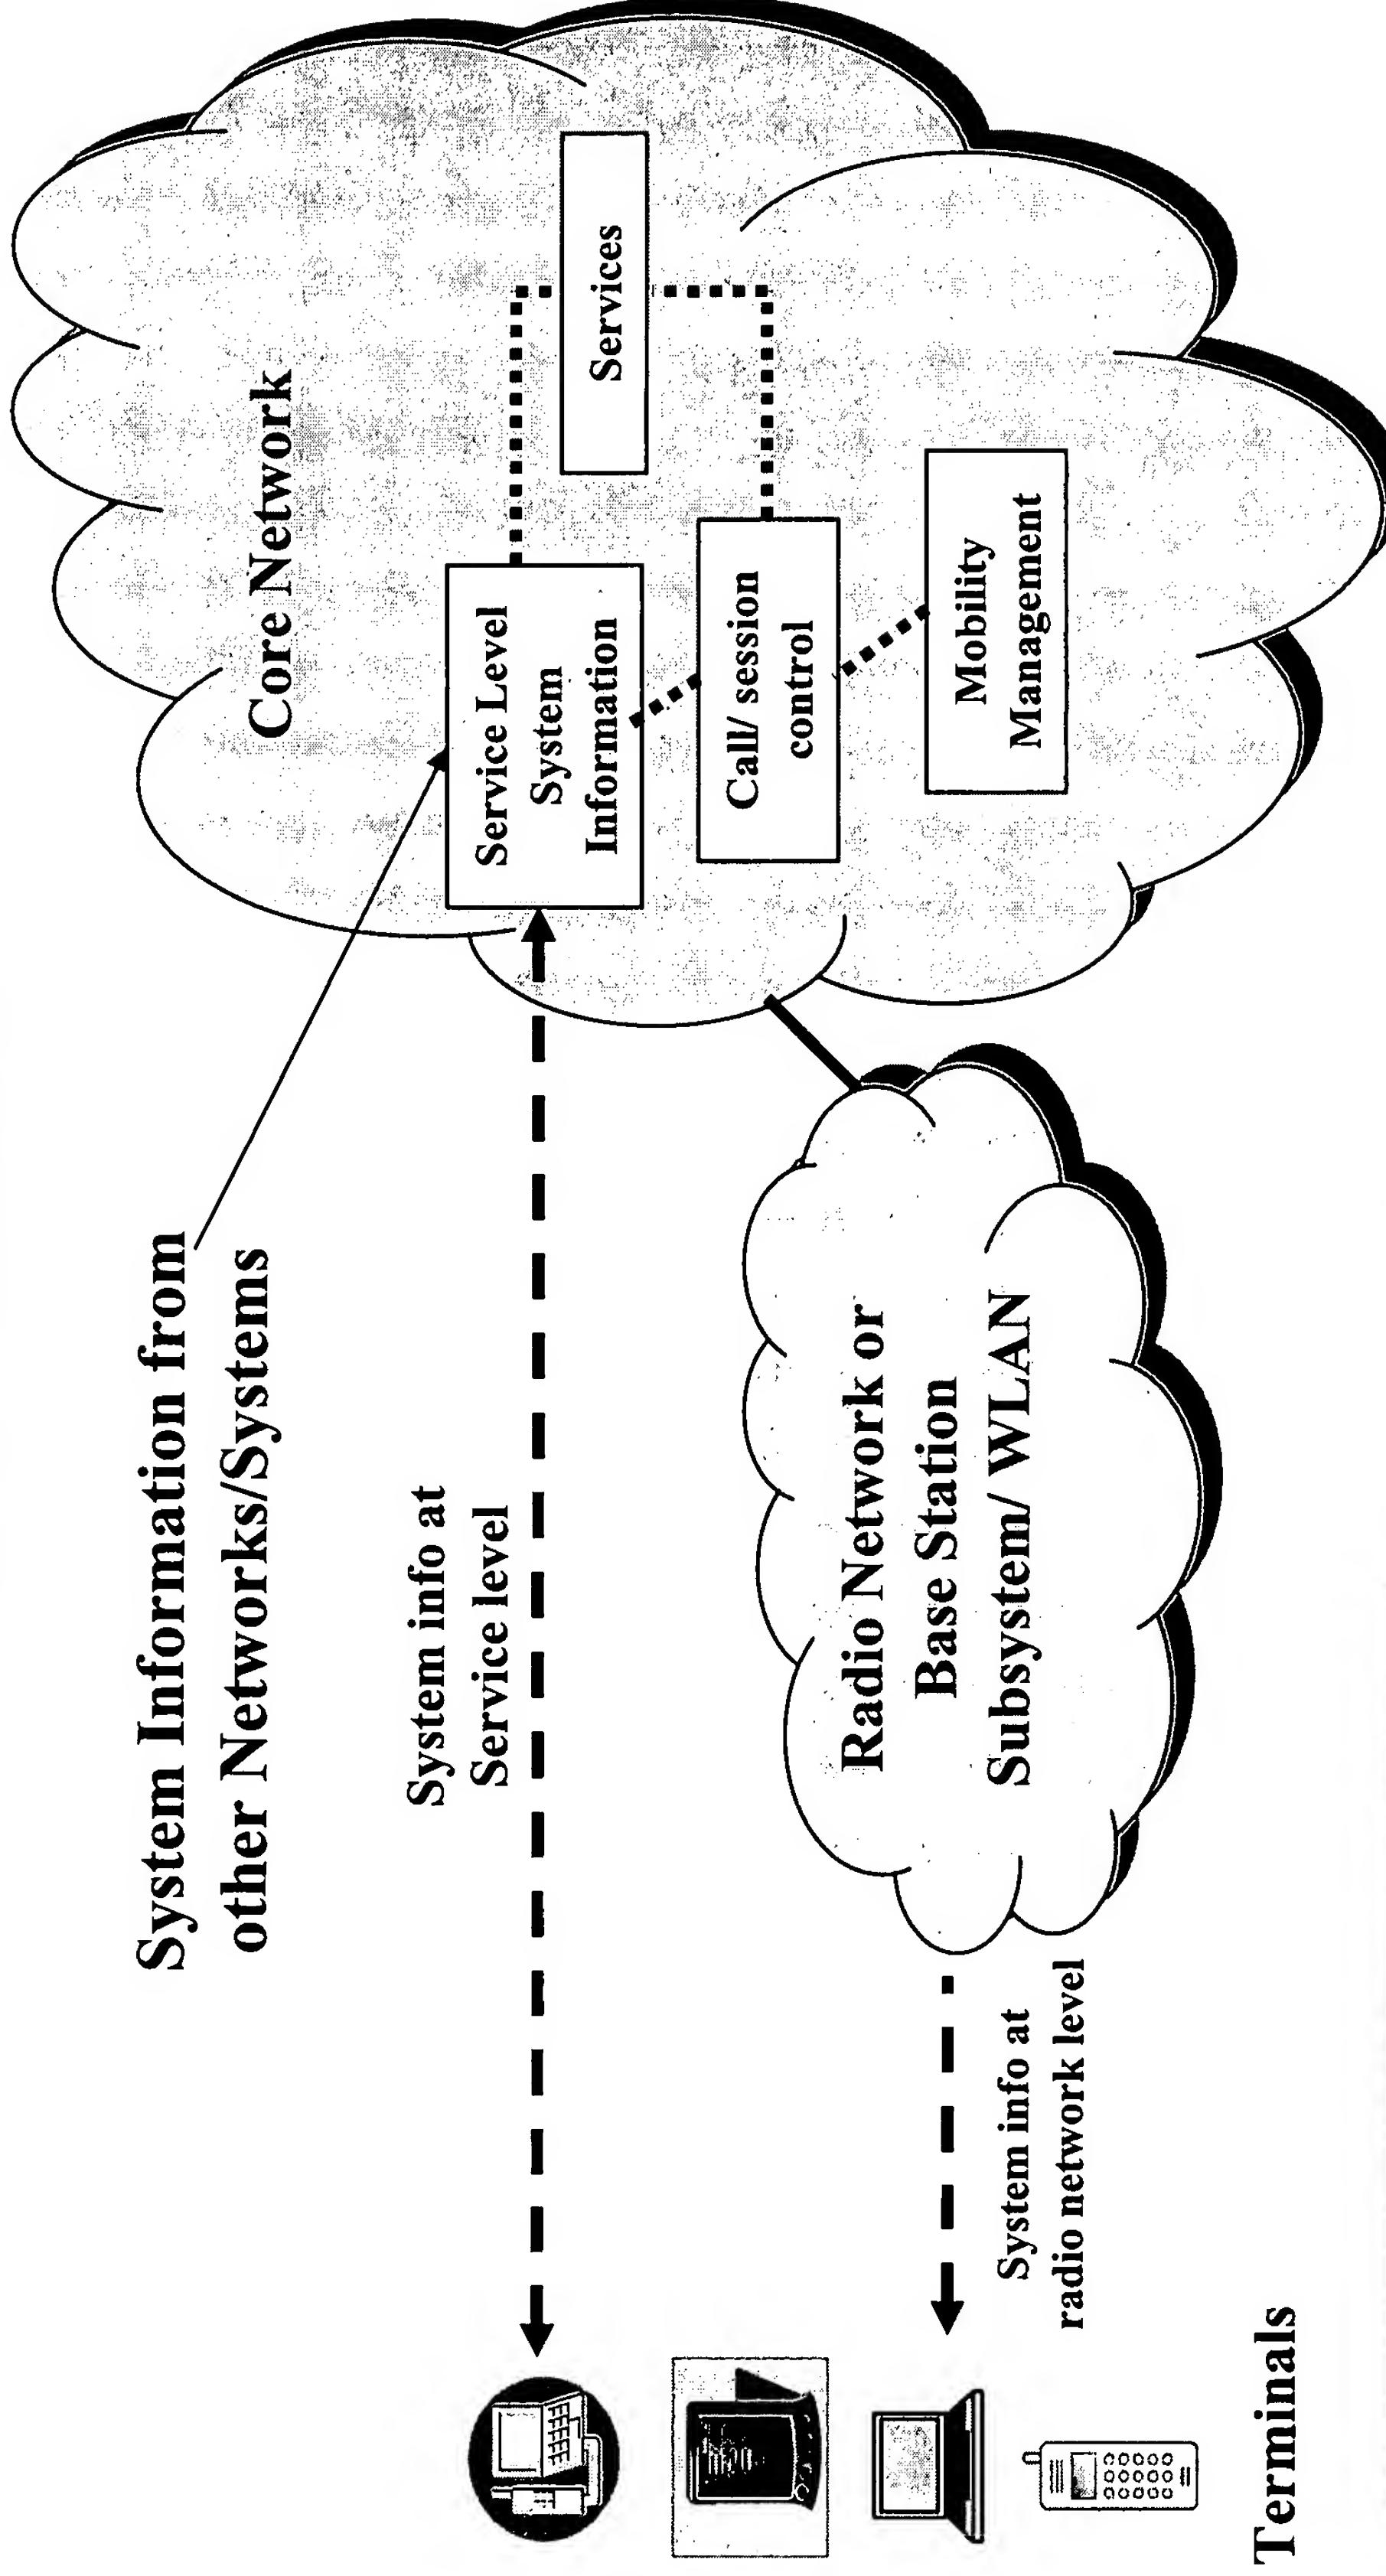 System Information from
other Networks/Systems
Core Network
System info at
Service level
Service Level
System
Information
Services
Call/ session
control
Mobility
Management
Radio Network or
Base Station
Subsystem/ WLAN
System info at
radio network level
Terminals